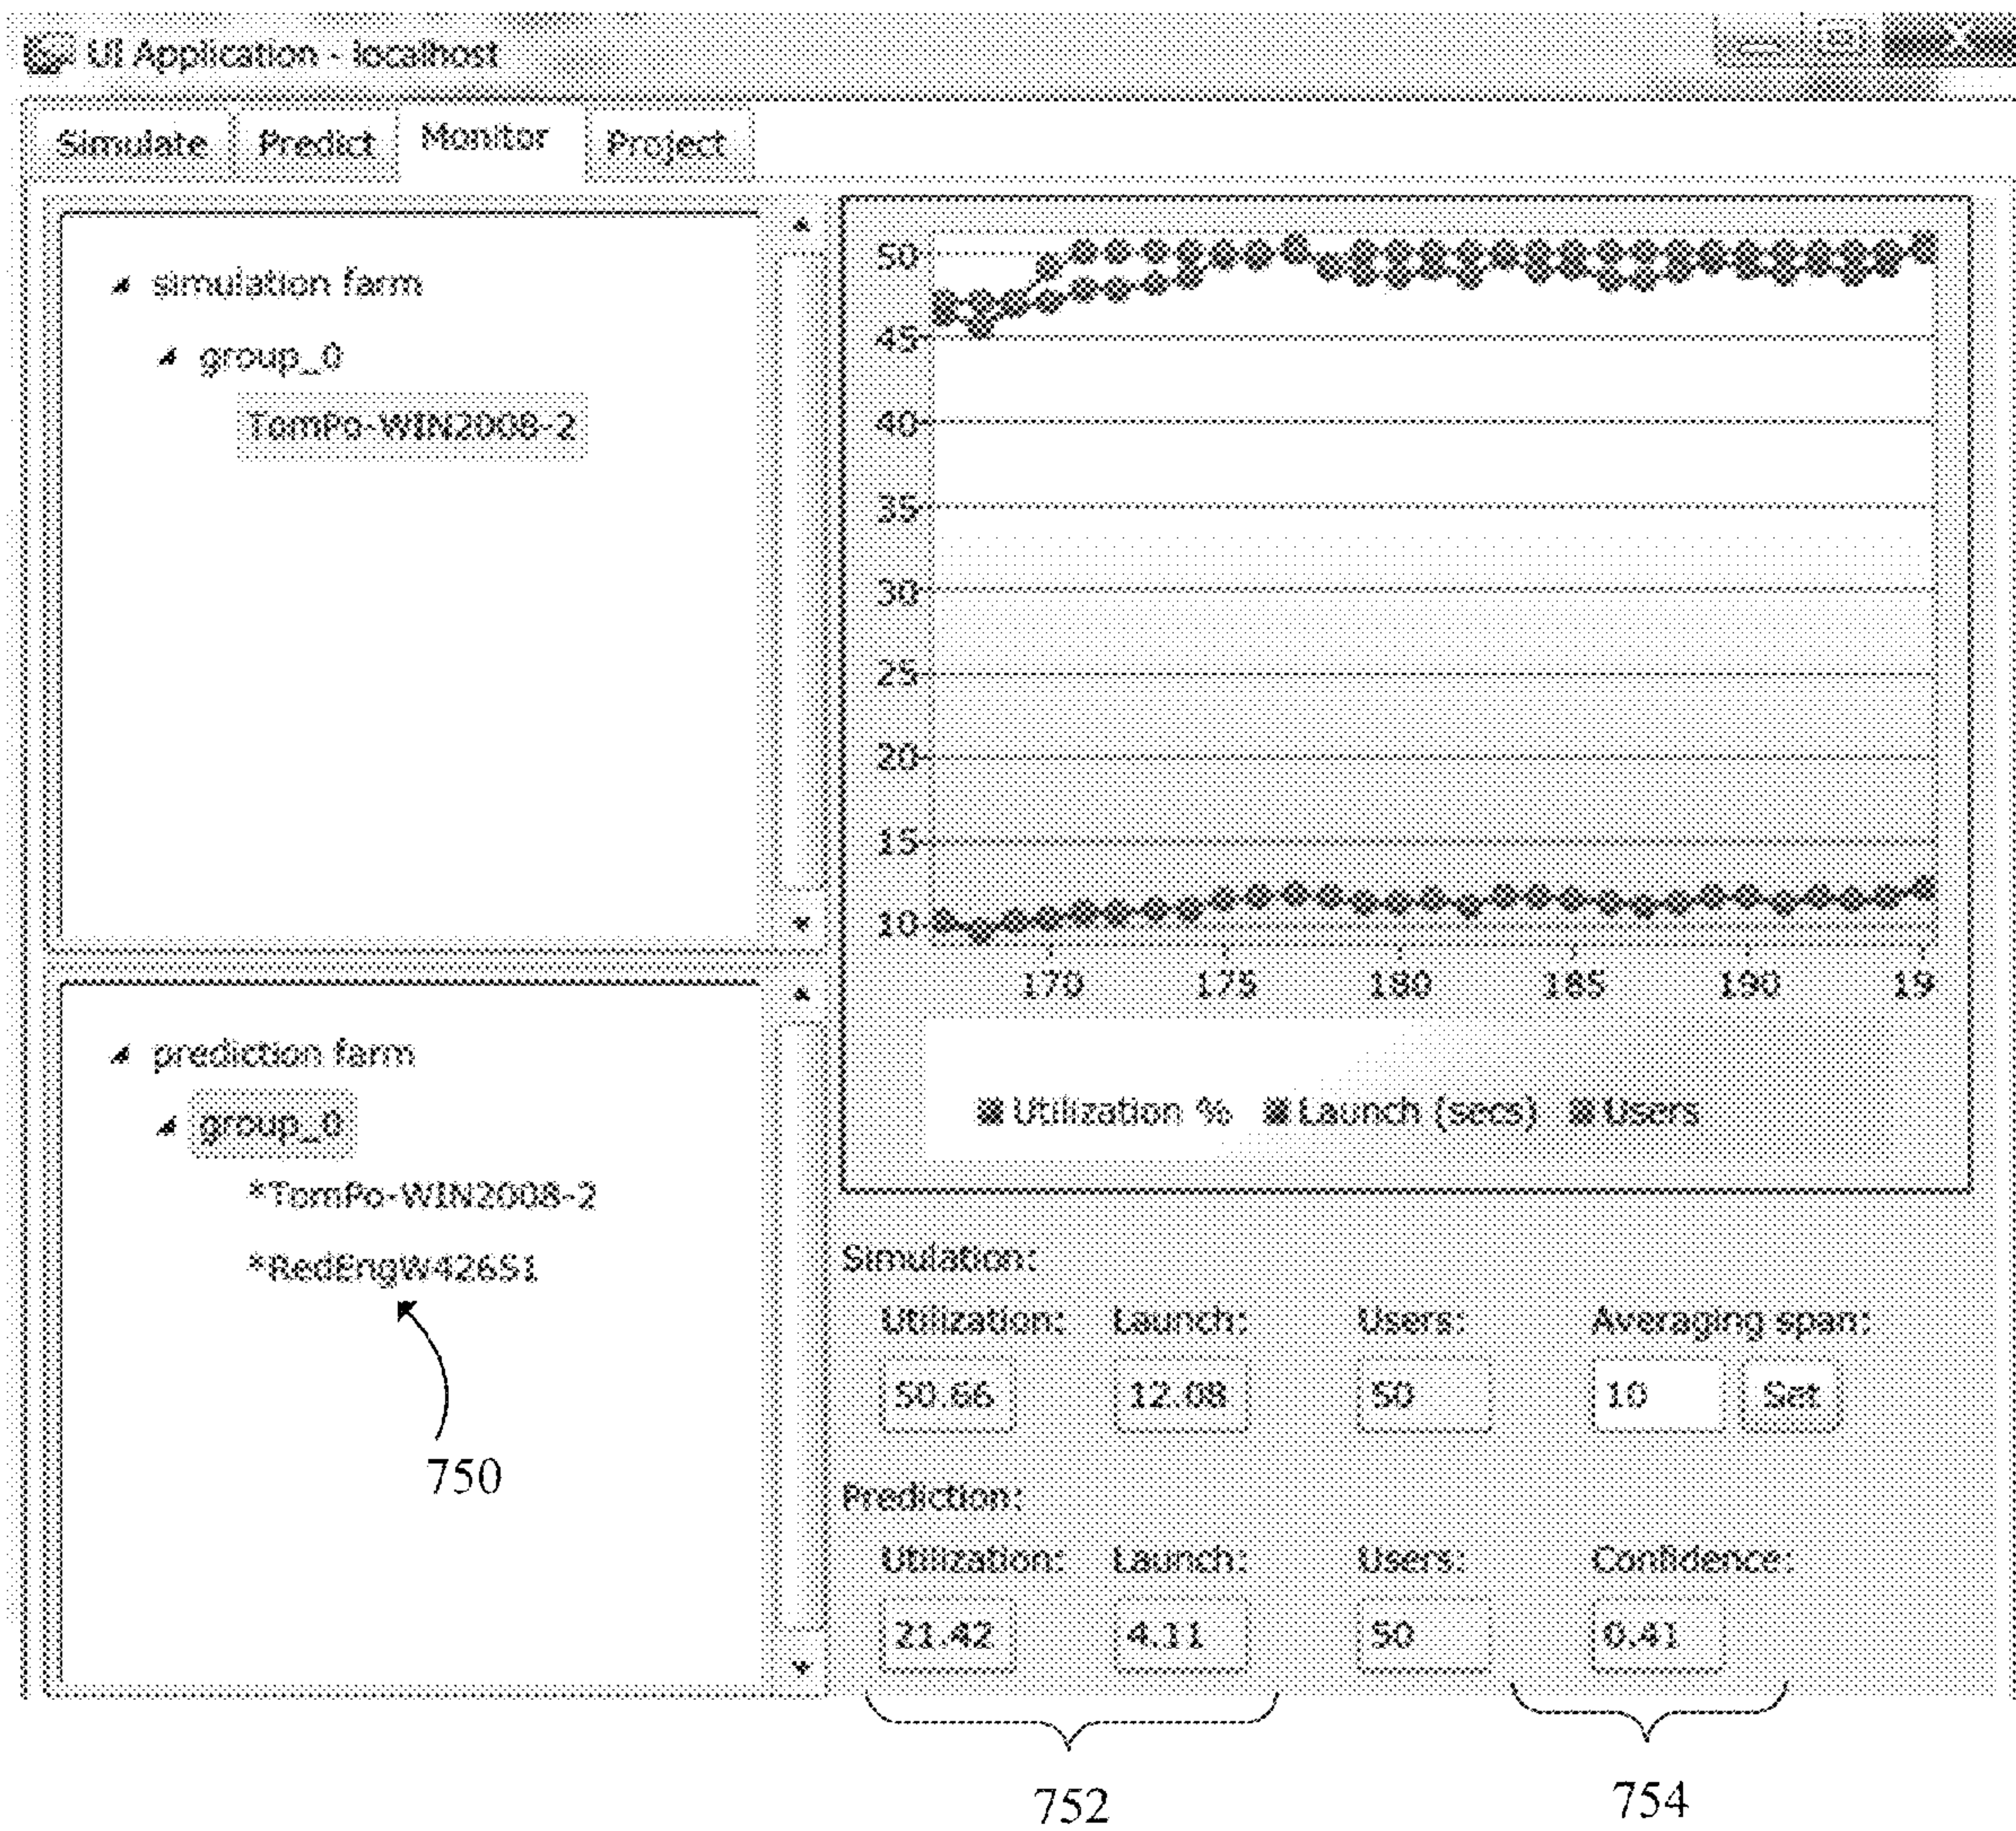 UI Application - localhost
Simulate Predict Monitor Project
simulation farm
group_0
TomPo-WIN2008-2
prediction farm
group_0
*TomPo-WIN2008-2
*RedEngW426S1
750
50
45
40
35
30
25
20
15
10
170 175 180 185 190 19
Utilization % Launch (secs) Users
Simulation:
Utilization: Launch: Users: Averaging span:
50.66 12.08 50 10 Set
Prediction:
Utilization: Launch: Users: Confidence:
21.42 4.11 50 0.41
752 754